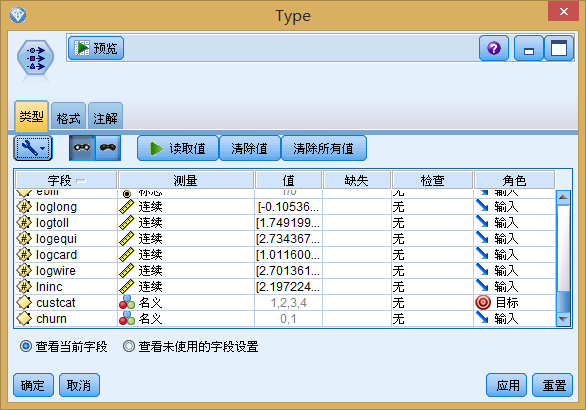 Type
预览
类型 格式 注解
读取值 清除值 清除所有值
字段 测量 值 缺失 检查 角色
ebill 标志 1/0 无 输入
loglong 连续 [-0.10536... 无 输入
logtoll 连续 [1.749199... 无 输入
logequi 连续 [2.734367... 无 输入
logcard 连续 [1.011600... 无 输入
logwire 连续 [2.701361... 无 输入
lninc 连续 [2.197224... 无 输入
custcat 名义 1,2,3,4 无 目标
churn 名义 0,1 无 输入
查看当前字段 查看未使用的字段设置
确定 取消 应用 重置